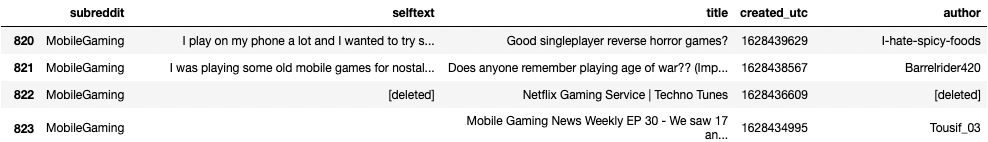 subreddit selftext title created_utc author
820 MobileGaming I play on my phone a lot and I wanted to try s... Good singleplayer reverse horror games? 1628439629 I-hate-spicy-foods
821 MobileGaming I was playing some old mobile games for nostal... Does anyone remember playing age of war?? (Imp... 1628438567 Barrelrider420
822 MobileGaming [deleted] Netflix Gaming Service | Techno Tunes 1628436609 [deleted]
823 MobileGaming Mobile Gaming News Weekly EP 30 - We saw 17 1628434995 Tousif_03
an...